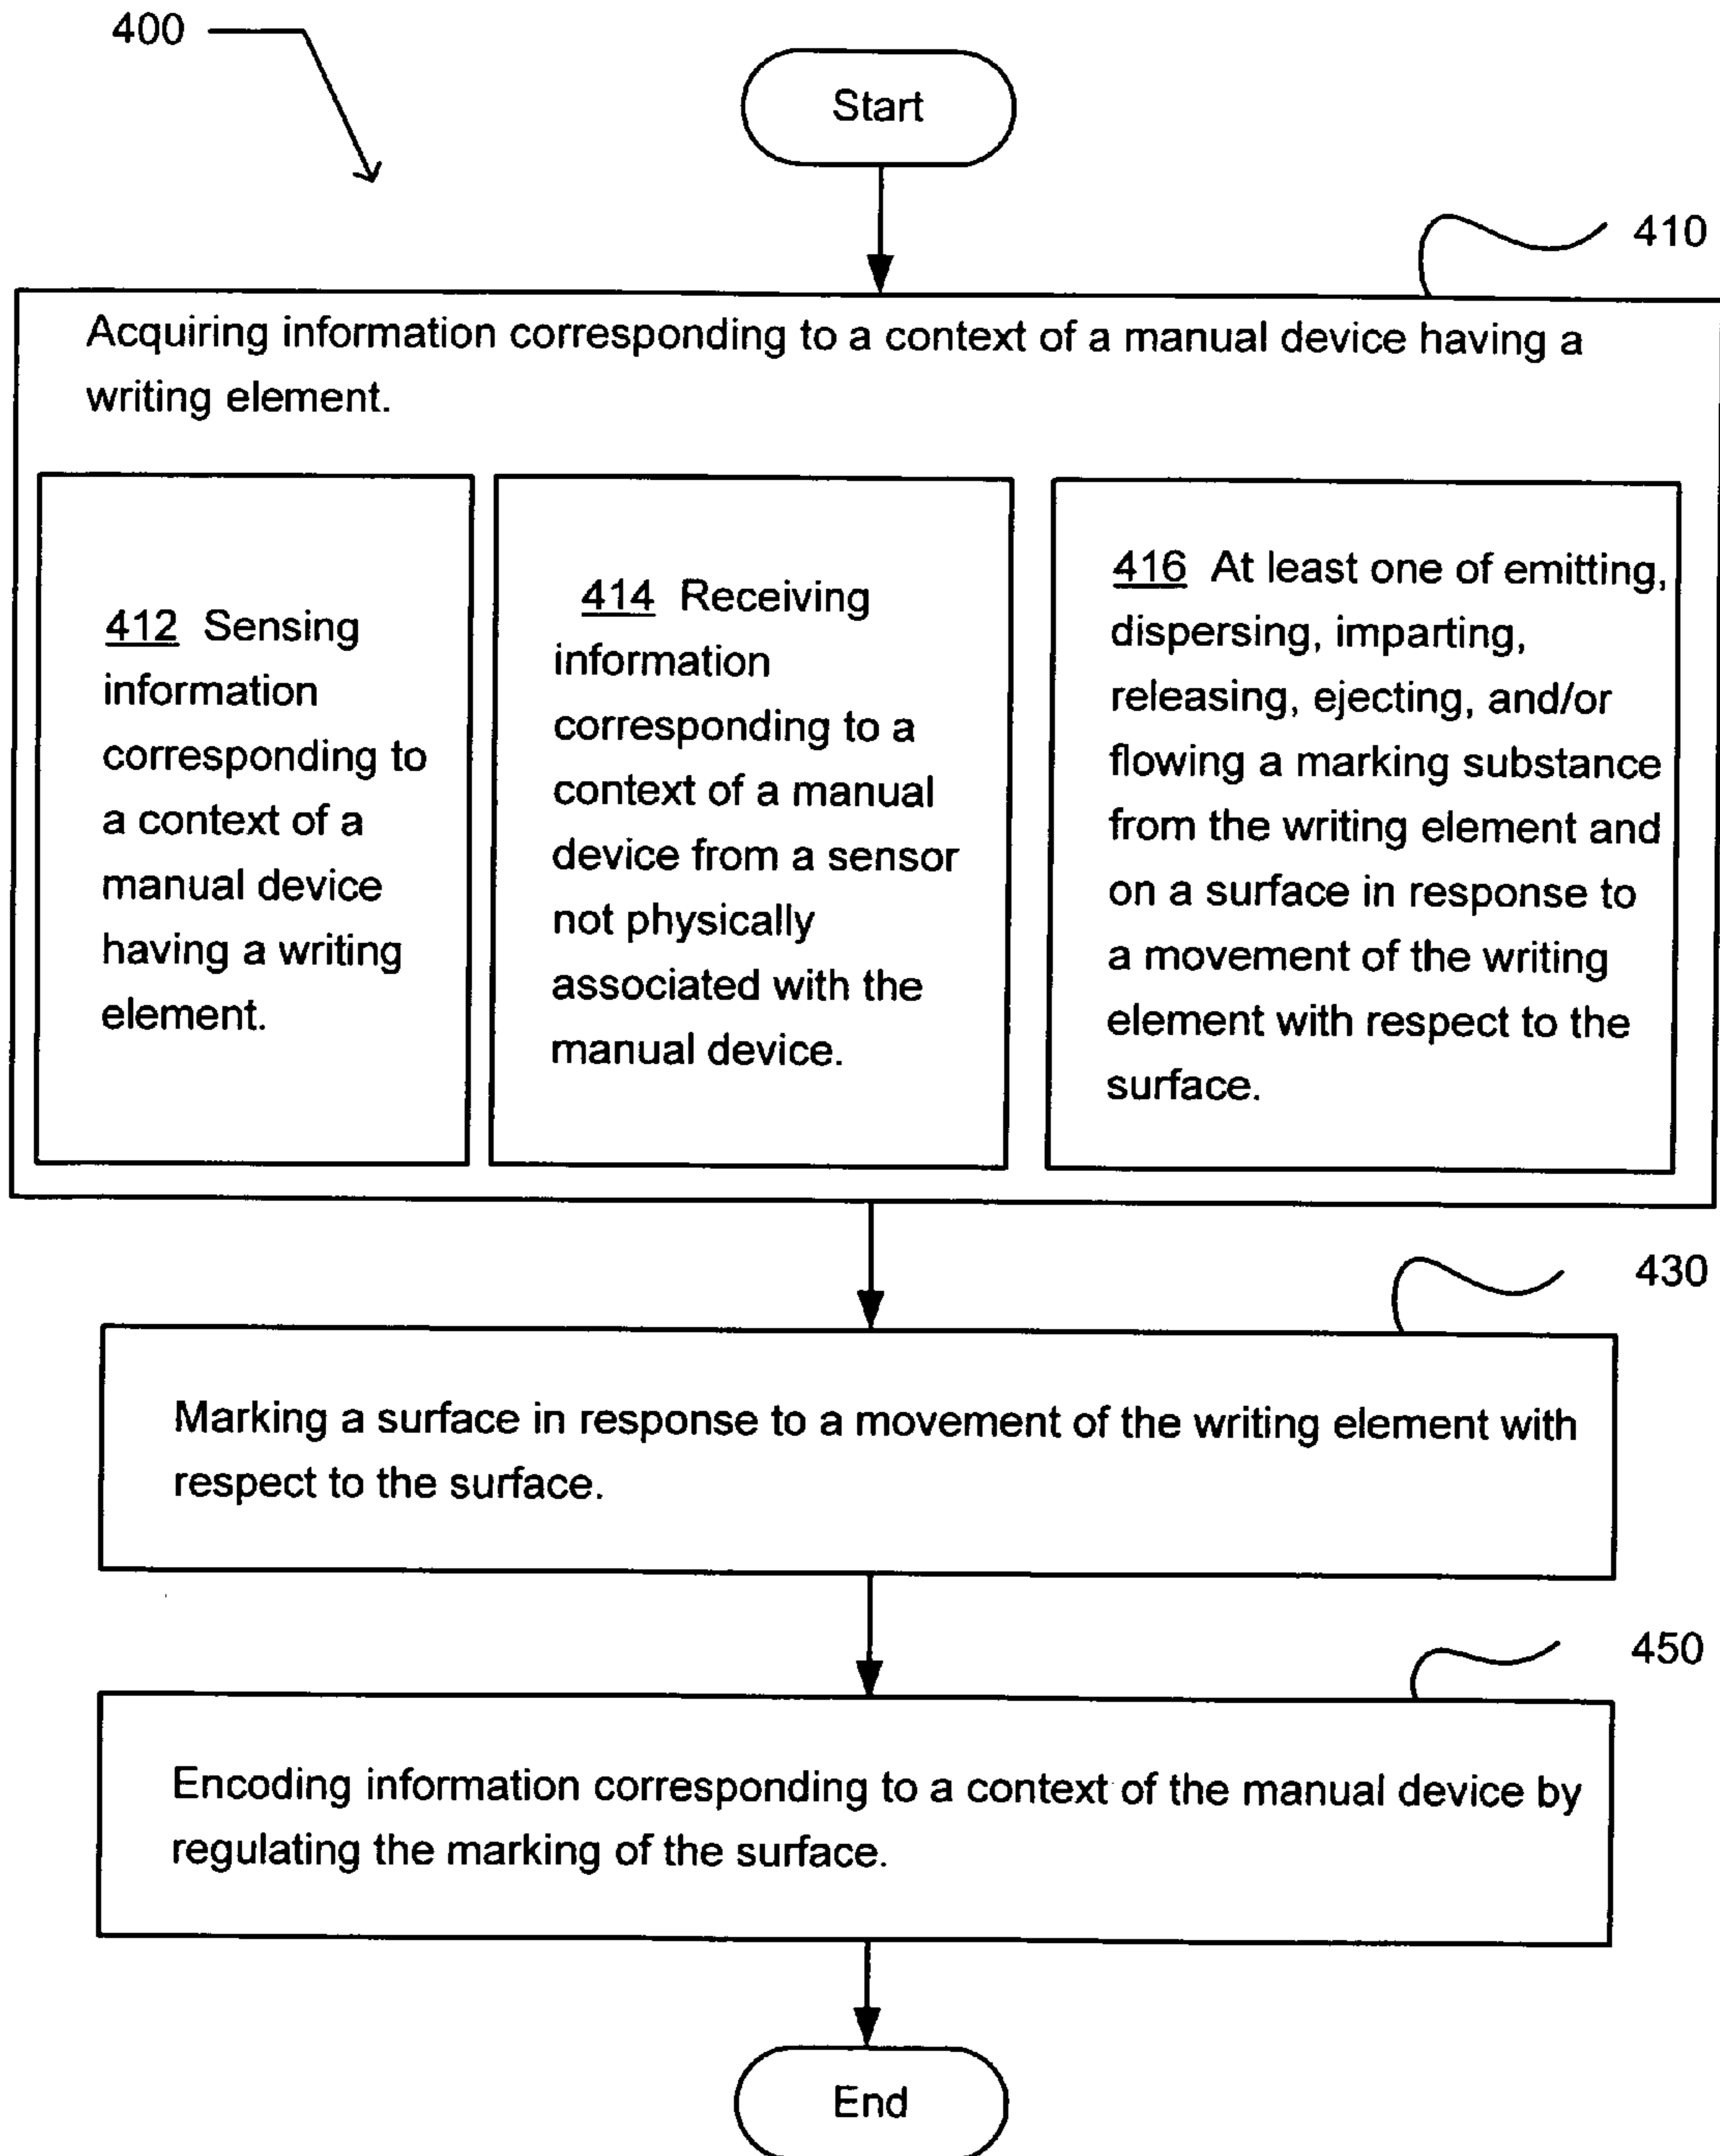 400
Start
410
Acquiring information corresponding to a context of a manual device having a
writing element.
412 Sensing
information
corresponding to
a context of a
manual device
having a writing
element.
414 Receiving
information
corresponding to a
context of a manual
device from a sensor
not physically
associated with the
manual device.
416 At least one of emitting,
dispersing, imparting,
releasing, ejecting, and/or
flowing a marking substance
from the writing element and
on a surface in response to
a movement of the writing
element with respect to the
surface.
430
Marking a surface in response to a movement of the writing element with
respect to the surface.
450
Encoding information corresponding to a context of the manual device by
regulating the marking of the surface.
End